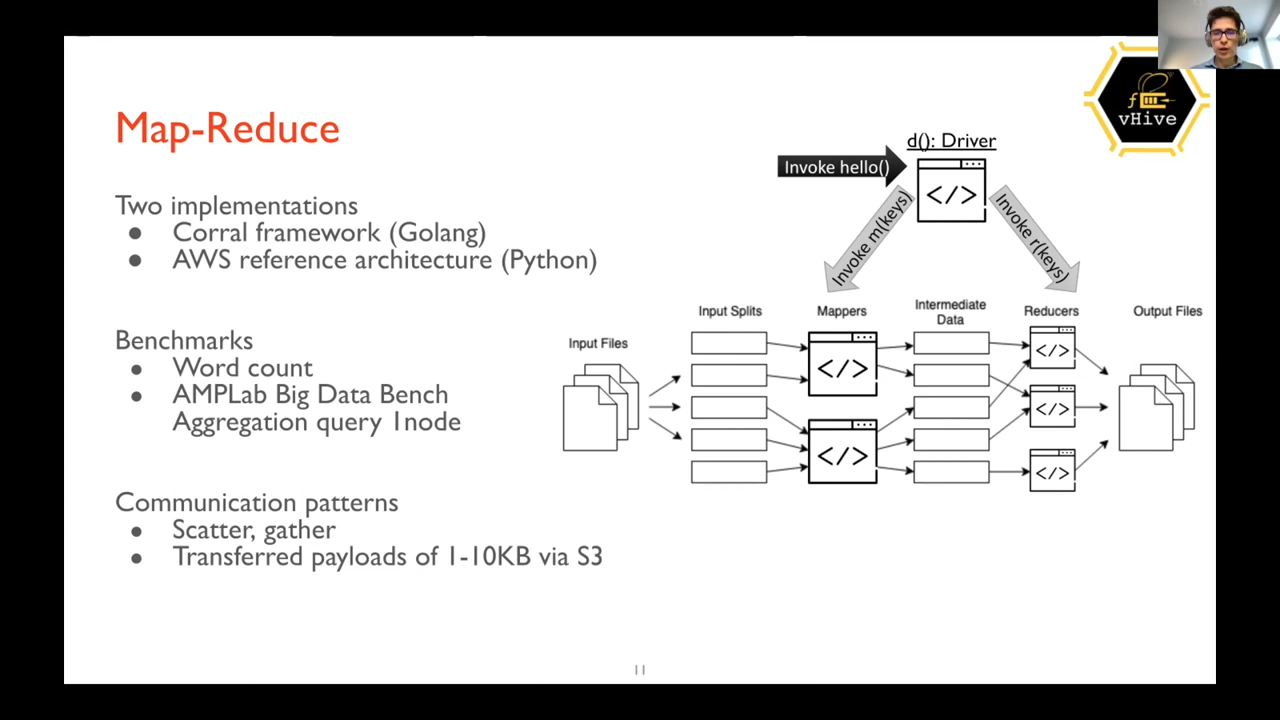 Map-Reduce
Two implementations
● Corral framework (Golang)
● AWS reference architecture (Python)
Benchmarks
● Word count
● AMPLab Big Data Bench
Aggregation query 1node
Communication patterns
● Scatter, gather
● Transferred payloads of 1-10KB via S3
f
vHive
d(): Driver
Invoke hello()
</>
Invoke m(keys)
Invoke r(keys)
Input Files
Input Splits
Mappers
Intermediate
Data
Reducers
Output Files
</>
</>
</>
</>
</>
11